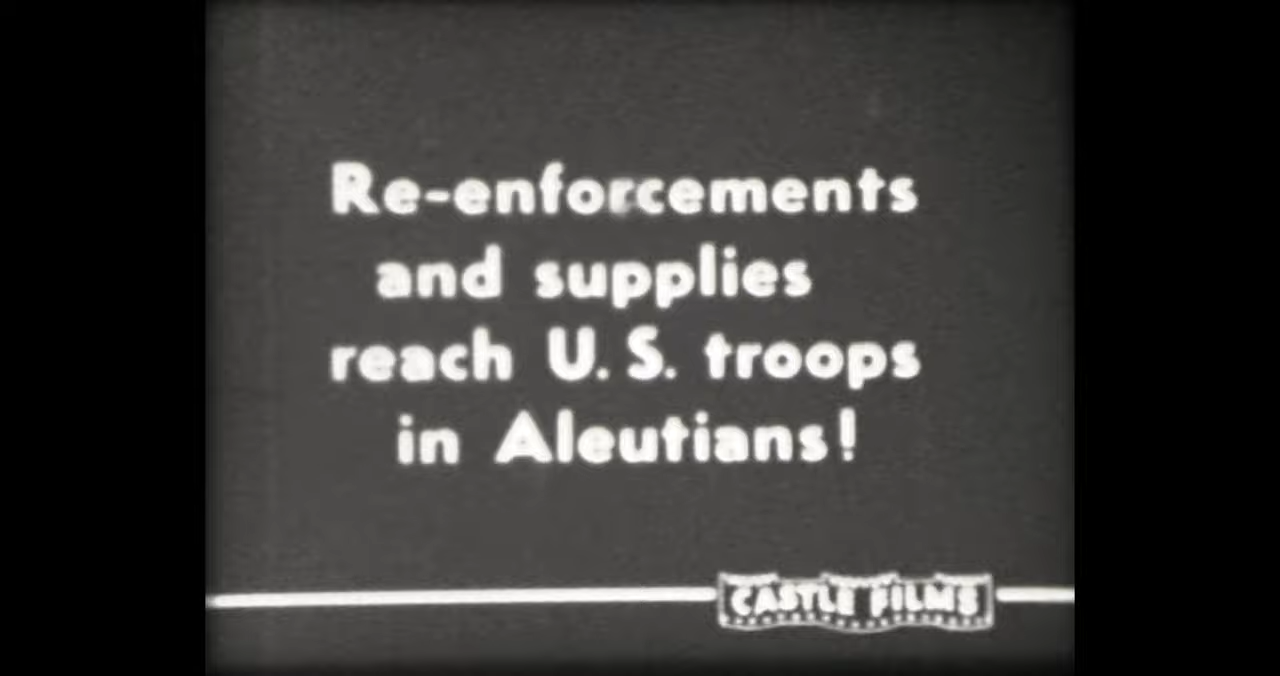 Re-enforcements
and supplies
reach U.S. troops
in Aleutians!
CASTLE FILMS